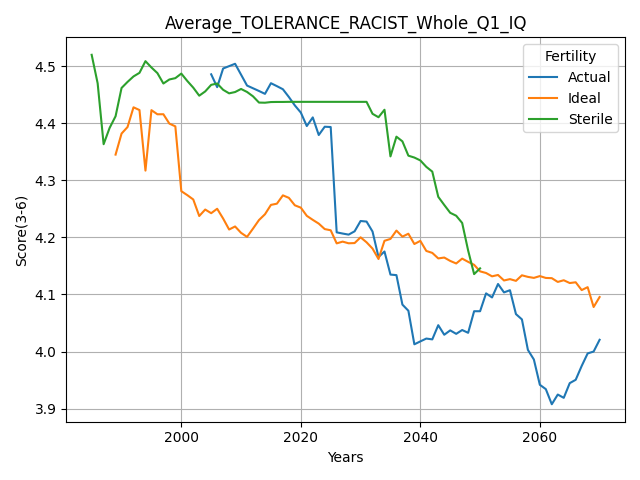 Average_TOLERANCE_RACIST_Whole_Q1_IQ
Score(3-6)
4.5
4.4
4.3
4.2
4.1
4.0
3.9
Fertility
Actual
Ideal
Sterile
2000
2020
2040
2060
Years